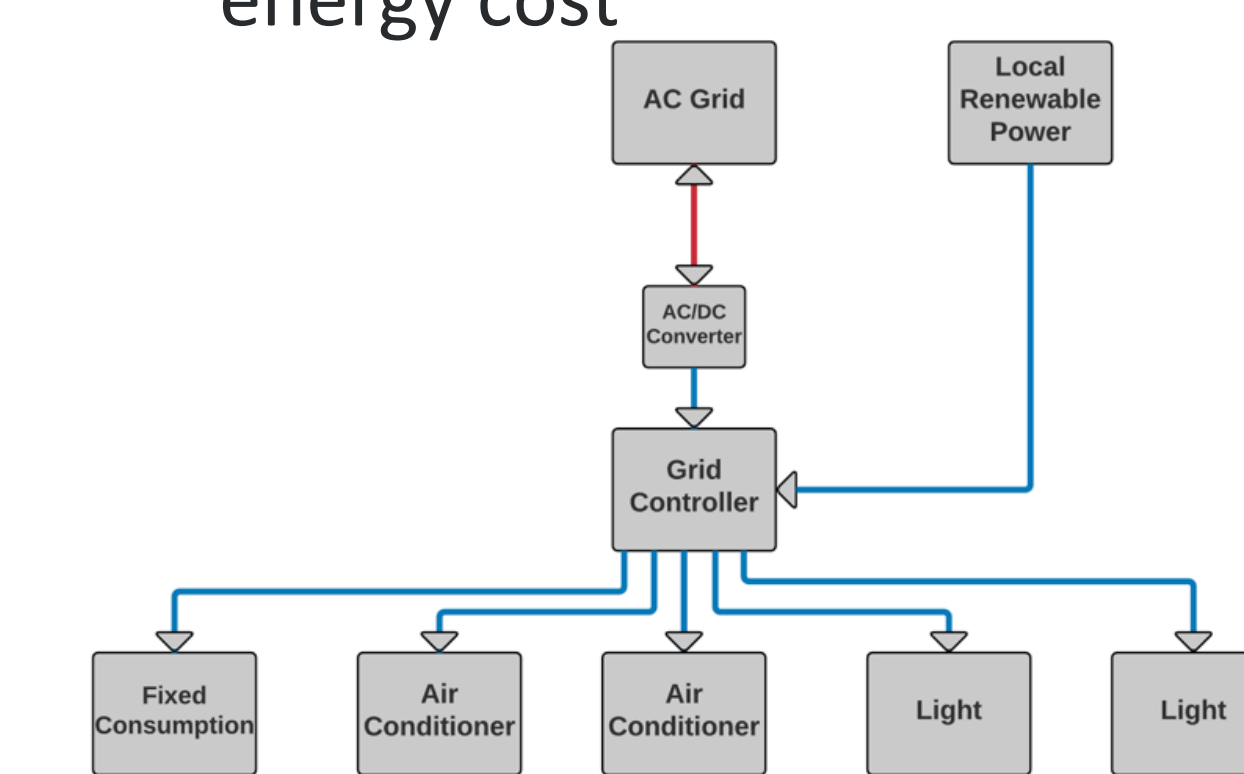 energy cost
AC Grid
Local
Renewable
Power
AC/DC
Converter
Grid
Controller
Fixed
Consumption
Air
Conditioner
Air
Conditioner
Light
Light